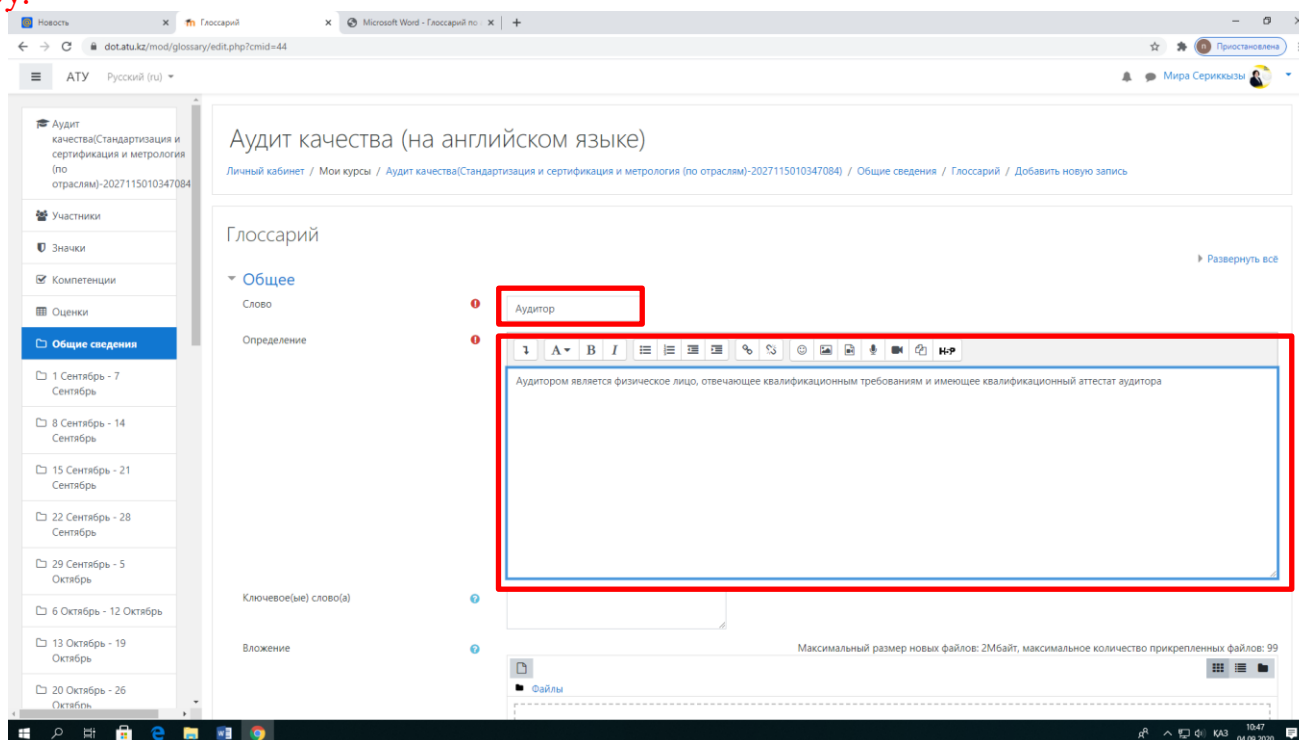 у.
Новость
Глоссарий
Microsoft Word - Глоссарий по
dot.atu.kz/mod/glossary/edit.php?cmid=44
Приостановлена
АТУ Русский (ru)
Мира Сериккызы
Аудит
качества(Стандартизация и
сертификация и метрология
(по
отраслям)-2027115010347084
Участники
Значки
Компетенции
Оценки
Общие сведения
1 Сентябрь - 7
Сентябрь
8 Сентябрь - 14
Сентябрь
15 Сентябрь - 21
Сентябрь
22 Сентябрь - 28
Сентябрь
29 Сентябрь - 5
Октябрь
6 Октябрь - 12 Октябрь
13 Октябрь - 19
Октябрь
20 Октябрь - 26
Октябрь
Аудит качества (на английском языке)
Личный кабинет / Мои курсы / Аудит качества(Стандартизация и сертификация и метрология (по отраслям)-2027115010347084) / Общие сведения / Глоссарий / Добавить новую запись
Глоссарий
Развернуть всё
Общее
Слово
Аудитор
Определение
A B I H-P
Аудитором является физическое лицо, отвечающее квалификационным требованиям и имеющее квалификационный аттестат аудитора
Ключевое(ые) слово(а)
Вложение
Максимальный размер новых файлов: 2Мбайт, максимальное количество прикрепленных файлов: 99
Файлы
ҚАЗ
10:47
04.09.2020